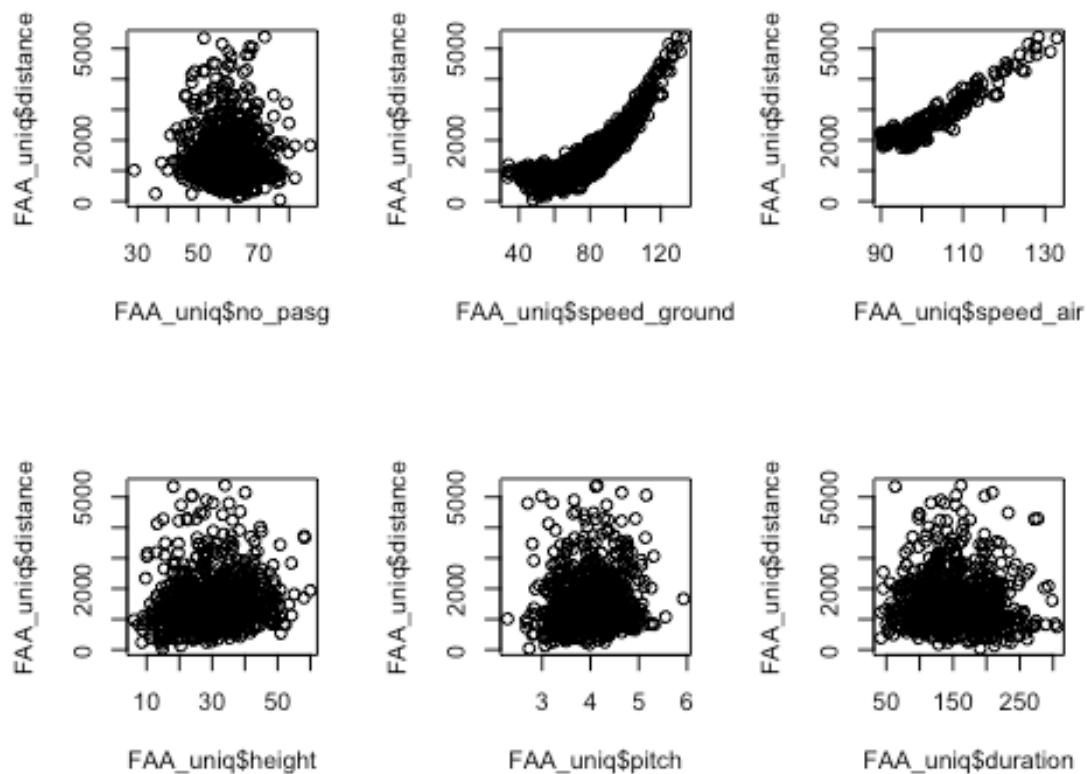 FAA_uniq$distance
0 2000 5000
30 50 70
FAA_uniq$no_pasg
FAA_uniq$distance
0 2000 5000
40 80 120
FAA_uniq$speed_ground
FAA_uniq$distance
0 2000 5000
90 110 130
FAA_uniq$speed_air
FAA_uniq$distance
0 2000 5000
10 30 50
FAA_uniq$height
FAA_uniq$distance
0 2000 5000
3 4 5 6
FAA_uniq$pitch
FAA_uniq$distance
0 2000 5000
50 150 250
FAA_uniq$duration